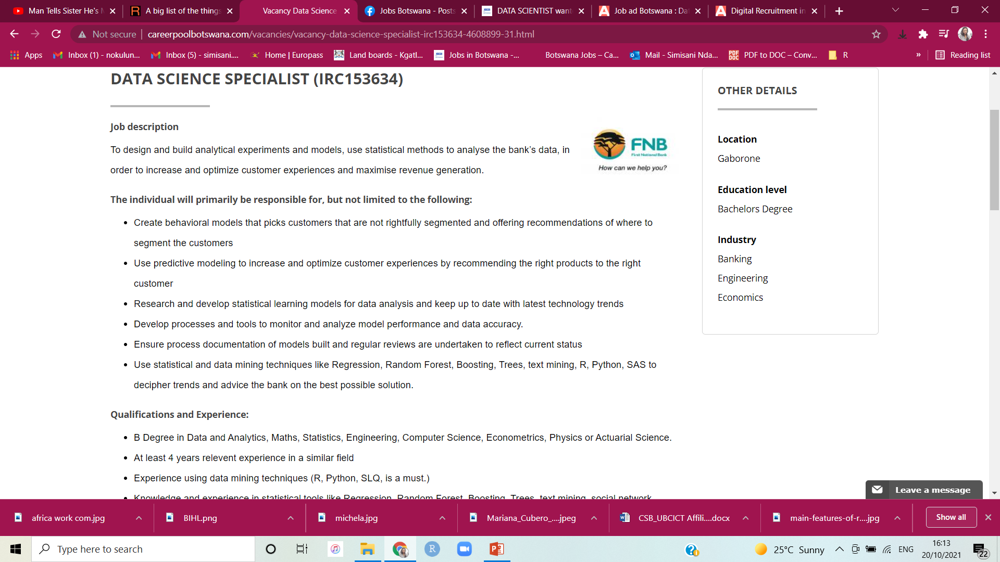 Man Tells Sister He's
A big list of the things
Vacancy Data Science
Jobs Botswana - Posts
DATA SCIENTIST want
Job ad Botswana : Da
Digital Recruitment in
Not secure
careerpoolbotswana.com/vacancies/vacancy-data-science-specialist-irc153634-4608899-31.html
Apps
Inbox (1) - nokulun...
Inbox (5) - simisani....
Home | Europass
Land boards - Kgatl...
Jobs in Botswana -...
Botswana Jobs – Ca...
Mail - Simisani Nda...
PDF DOC
PDF to DOC – Conv...
R
»
Reading list
DATA SCIENCE SPECIALIST (IRC153634)
Job description
To design and build analytical experiments and models, use statistical methods to analyse the bank's data, in
order to increase and optimize customer experiences and maximise revenue generation.
FNB
First National Bank
How can we help you?
The individual will primarily be responsible for, but not limited to the following:
• Create behavioral models that picks customers that are not rightfully segmented and offering recommendations of where to
segment the customers
• Use predictive modeling to increase and optimize customer experiences by recommending the right products to the right
customer
• Research and develop statistical learning models for data analysis and keep up to date with latest technology trends
• Develop processes and tools to monitor and analyze model performance and data accuracy.
• Ensure process documentation of models built and regular reviews are undertaken to reflect current status
• Use statistical and data mining techniques like Regression, Random Forest, Boosting, Trees, text mining, R, Python, SAS to
decipher trends and advice the bank on the best possible solution.
Qualifications and Experience:
• B Degree in Data and Analytics, Maths, Statistics, Engineering, Computer Science, Econometrics, Physics or Actuarial Science.
• At least 4 years relevent experience in a similar field
• Experience using data mining techniques (R, Python, SLQ, is a must.)
• Knowledge and experience in statistical tools like Regression, Random Forest, Boosting, Trees, text mining, social network
OTHER DETAILS
Location
Gaborone
Education level
Bachelors Degree
Industry
Banking
Engineering
Economics
Leave a message
africa work com.jpg
BIHL.png
michela.jpg
Mariana_Cubero_....jpeg
CSB_UBCICT Affili....docx
main-features-of-r....jpg
Show all
Type here to search
25°C Sunny
ENG
16:13
20/10/2021
22